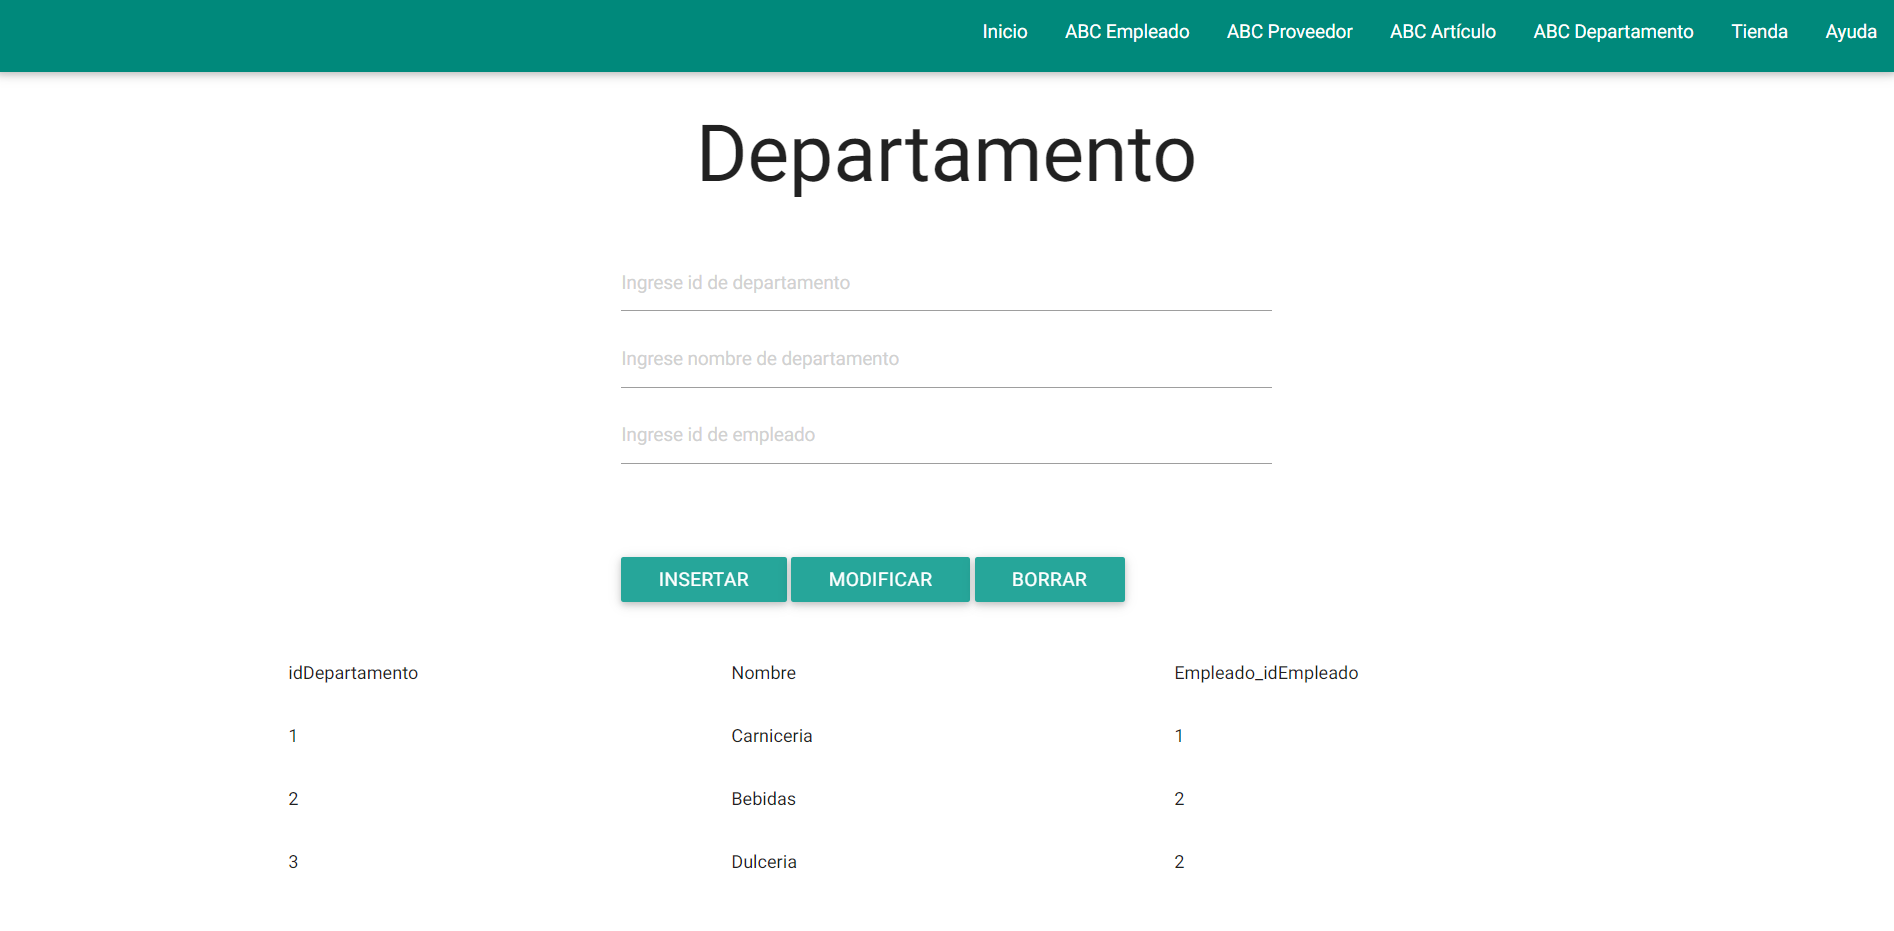 Inicio ABC Empleado ABC Proveedor ABC Artículo ABC Departamento Tienda Ayuda
Departamento
Ingrese id de departamento
Ingrese nombre de departamento
Ingrese id de empleado
INSERTAR MODIFICAR BORRAR
idDepartamento Nombre Empleado_idEmpleado
1 Carniceria 1
2 Bebidas 2
3 Dulceria 2